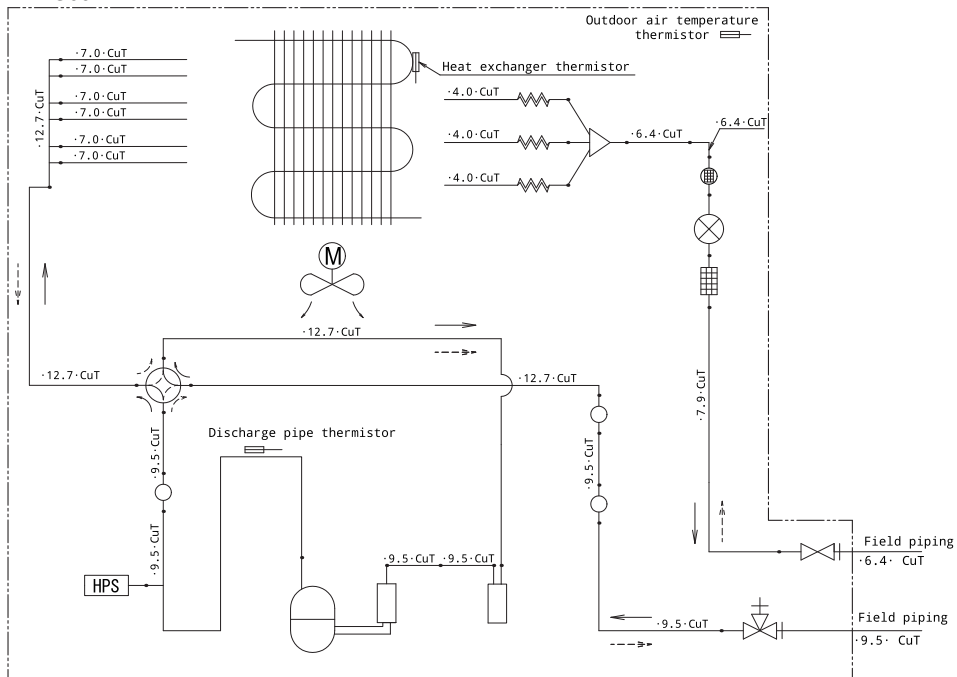 Outdoor air temperature
thermistor
·7.0·CuT
·7.0·CuT
Heat exchanger thermistor
·12.7·CuT
·7.0·CuT
·7.0·CuT
·7.0·CuT
·7.0·CuT
·4.0·CuT
·4.0·CuT
·4.0·CuT
·6.4·CuT
·6.4·CuT
M
·12.7·CuT
·12.7·CuT
·12.7·CuT
·7.9·CuT
Discharge pipe thermistor
·9.5·CuT
·9.5·CuT
·9.5·CuT
HPS
·9.5·CuT ·9.5·CuT
Field piping
·6.4· CuT
Field piping
·9.5·CuT
·9.5· CuT